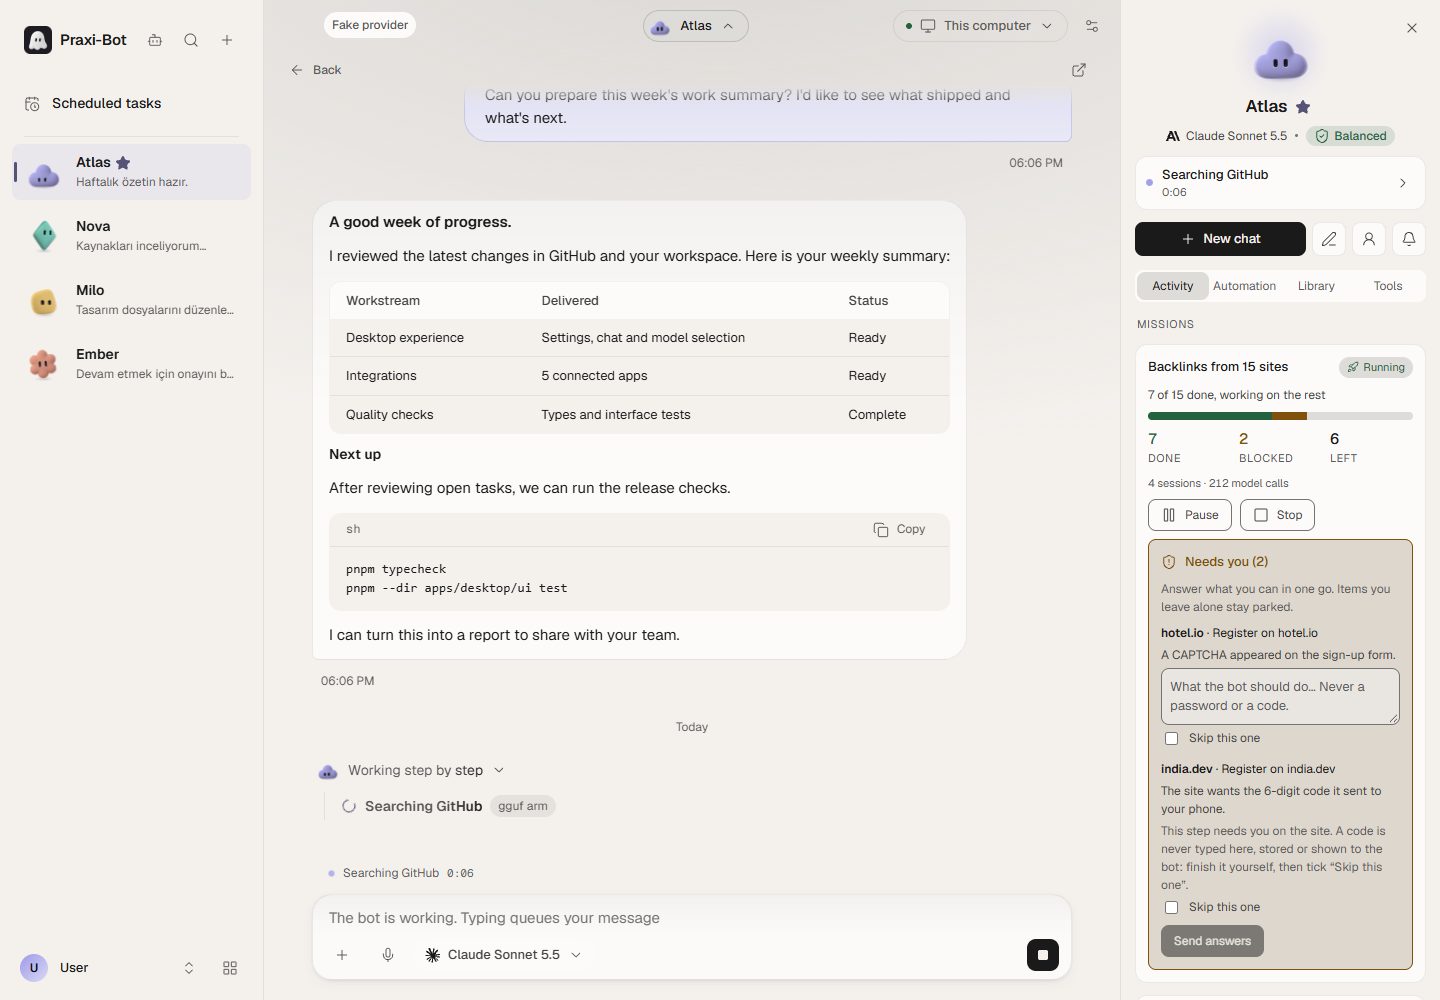 Praxi-Bot
Scheduled tasks
Atlas
Haftalık özetin hazır.
Nova
Kaynakları inceliyorum...
Milo
Tasarım dosyalarını düzenle...
Ember
Devam etmek için onayını b...
U
User
Fake provider
Atlas
This computer
Back
Can you prepare this week's work summary? I'd like to see what shipped and
what's next.
06:06 PM
A good week of progress.
I reviewed the latest changes in GitHub and your workspace. Here is your weekly summary:
Workstream Delivered Status
Desktop experience Settings, chat and model selection Ready
Integrations 5 connected apps Ready
Quality checks Types and interface tests Complete
Next up
After reviewing open tasks, we can run the release checks.
sh Copy
pnpm typecheck
pnpm --dir apps/desktop/ui test
I can turn this into a report to share with your team.
06:06 PM
Today
Working step by step
Searching GitHub gguf arm
Searching GitHub 0:06
The bot is working. Typing queues your message
Claude Sonnet 5.5
Atlas
Claude Sonnet 5.5 • Balanced
Searching GitHub
0:06
New chat
Activity Automation Library Tools
MISSIONS
Backlinks from 15 sites Running
7 of 15 done, working on the rest
7 2 6
DONE BLOCKED LEFT
4 sessions · 212 model calls
Pause Stop
Needs you (2)
Answer what you can in one go. Items you
leave alone stay parked.
hotel.io · Register on hotel.io
A CAPTCHA appeared on the sign-up form.
What the bot should do... Never a
password or a code.
Skip this one
india.dev · Register on india.dev
The site wants the 6-digit code it sent to
your phone.
This step needs you on the site. A code is
never typed here, stored or shown to the
bot: finish it yourself, then tick “Skip this
one”.
Skip this one
Send answers